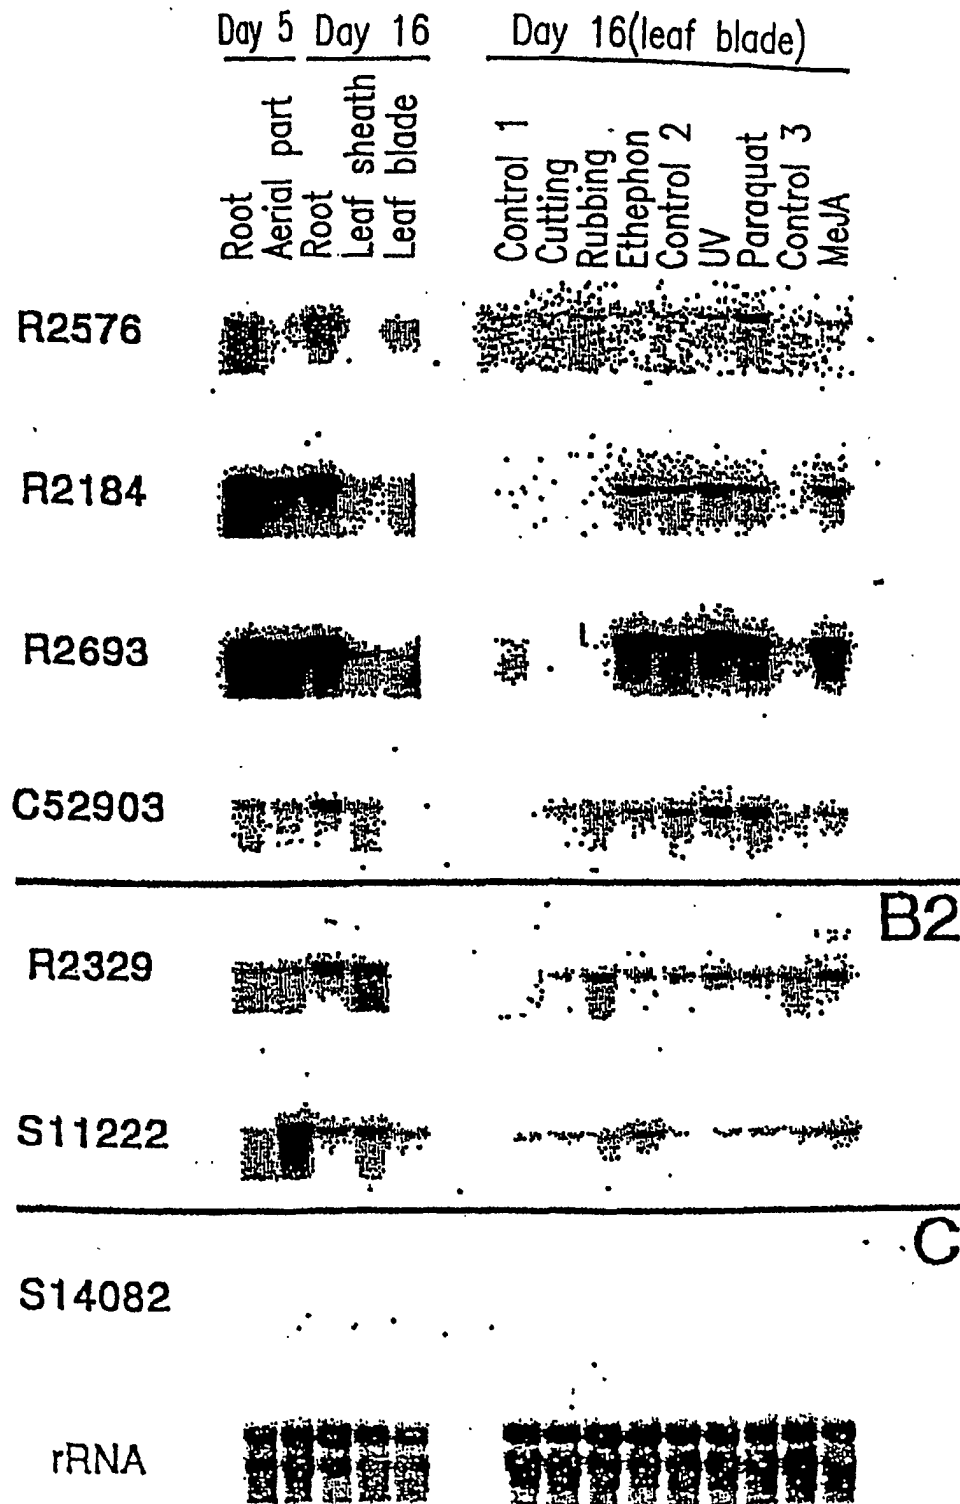 Day 5 Day 16 Day 16(leaf blade)
Root
Aerial part
Root
Leaf sheath
Leaf blade
Control 1
Cutting
Rubbing
Ethephon
Control 2
UV
Paraquat
Control 3
MeJA
R2576
R2184
R2693
C52903
B2
R2329
S11222
C
S14082
rRNA